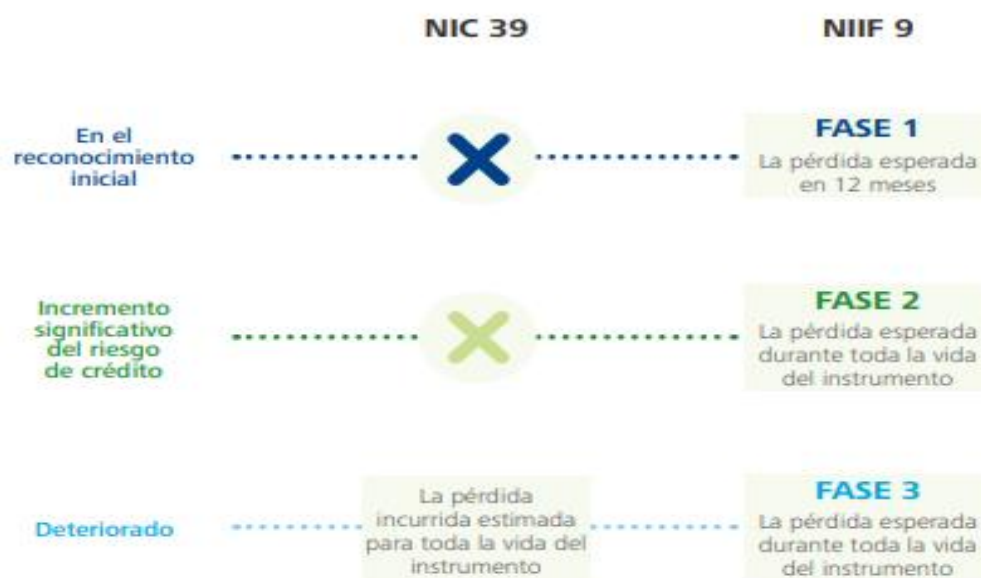 NIC 39
NIIF 9
En el
reconocimiento
inicial
FASE 1
La pérdida esperada
en 12 meses
Incremento
significativo
del riesgo
de crédito
FASE 2
La pérdida esperada
durante toda la vida
del instrumento
Deteriorado
La pérdida
incurrida estimada
para toda la vida del
instrumento
FASE 3
La pérdida esperada
durante toda la vida
del instrumento